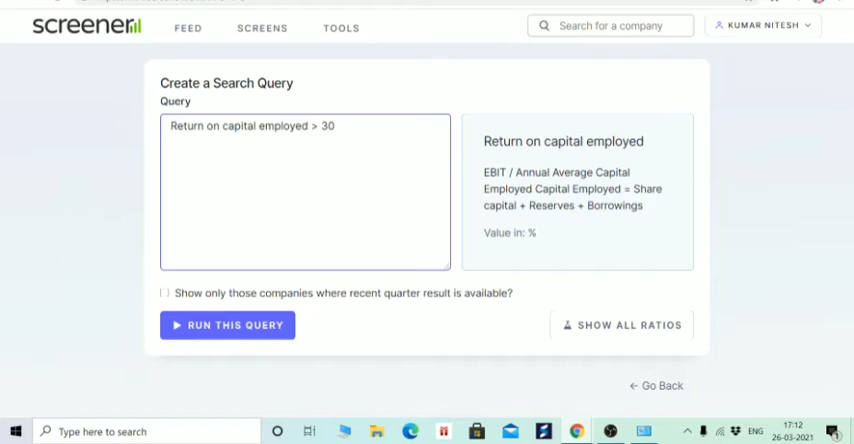 screener
FEED
SCREENS
TOOLS
Search for a company
KUMAR NITESH
Create a Search Query
Query
Return on capital employed > 30
Return on capital employed
EBIT / Annual Average Capital
Employed Capital Employed = Share
capital + Reserves + Borrowings
Value in: %
Show only those companies where recent quarter result is available?
RUN THIS QUERY
SHOW ALL RATIOS
← Go Back
Type here to search
ENG
17:12
26-03-2021